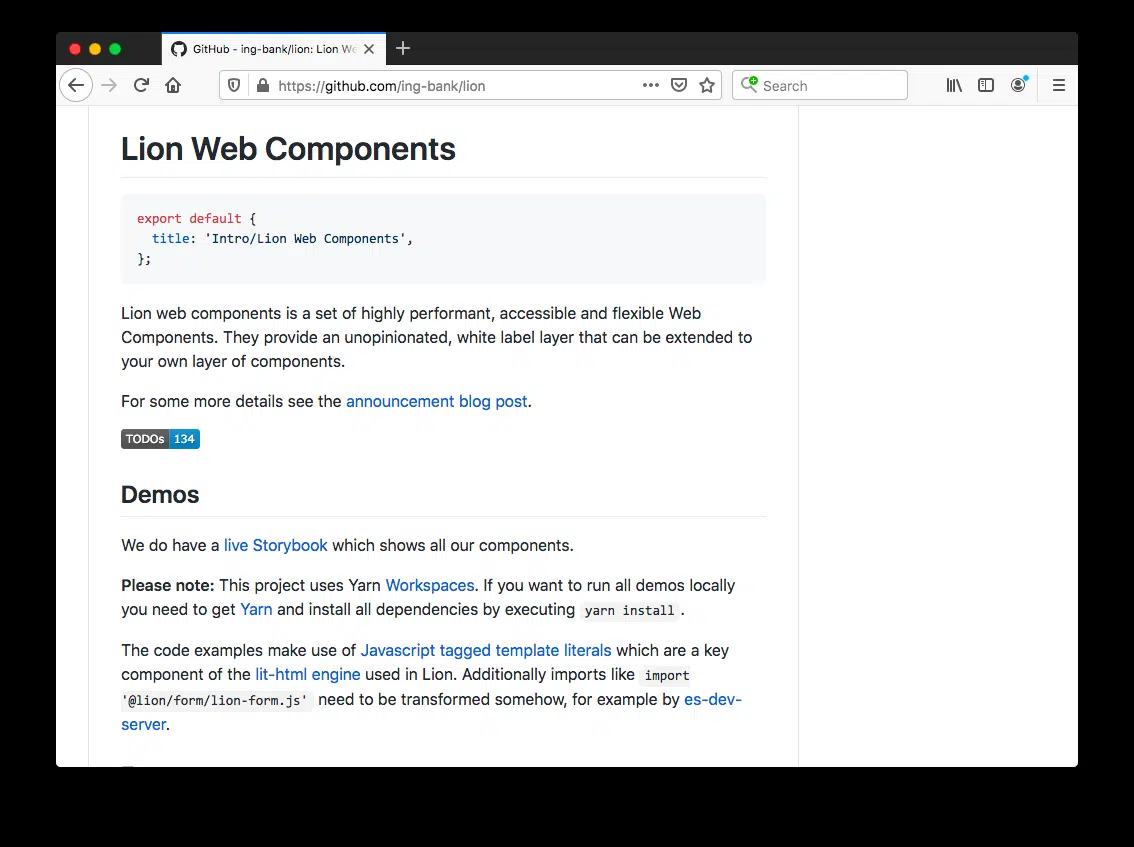 GitHub - ing-bank/lion: Lion We
https://github.com/ing-bank/lion
Search
Lion Web Components
export default {
title: 'Intro/Lion Web Components',
};
Lion web components is a set of highly performant, accessible and flexible Web
Components. They provide an unopinionated, white label layer that can be extended to
your own layer of components.
For some more details see the announcement blog post.
TODOs 134
Demos
We do have a live Storybook which shows all our components.
Please note: This project uses Yarn Workspaces. If you want to run all demos locally
you need to get Yarn and install all dependencies by executing yarn install .
The code examples make use of Javascript tagged template literals which are a key
component of the lit-html engine used in Lion. Additionally imports like import
'@lion/form/lion-form.js' need to be transformed somehow, for example by es-dev-
server.